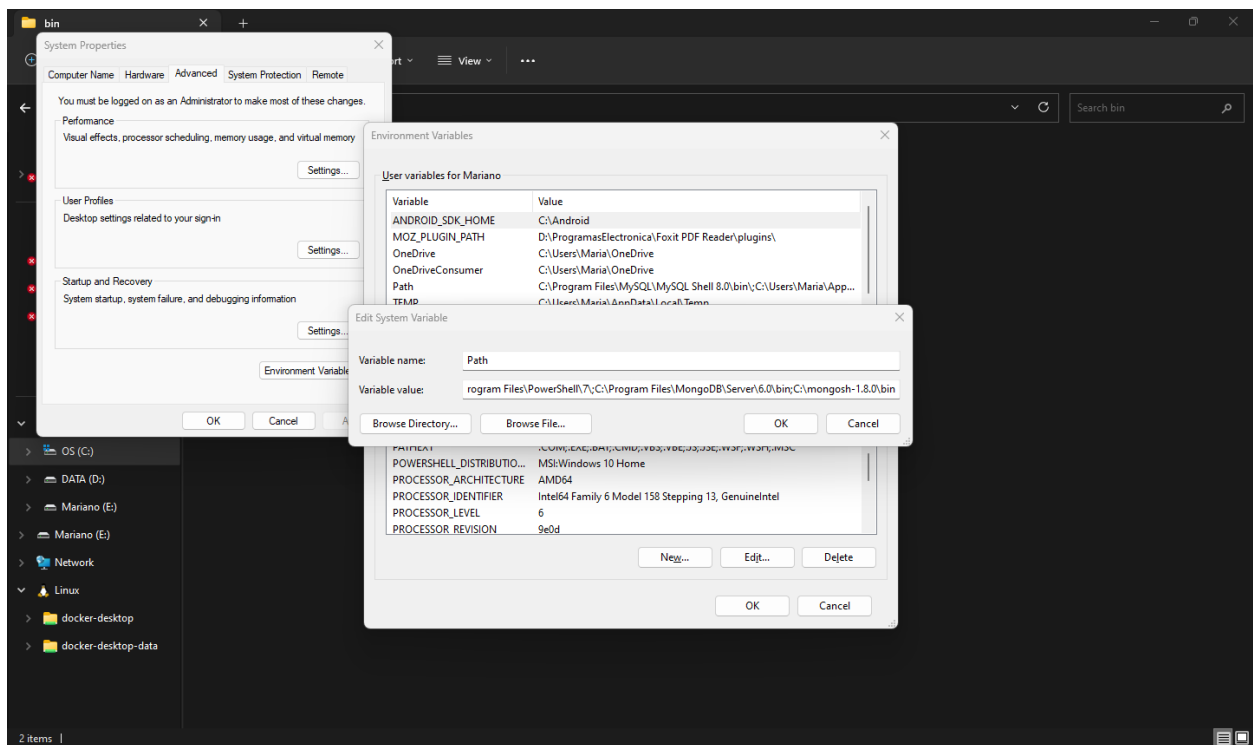 bin
System Properties
Computer Name Hardware Advanced System Protection Remote
You must be logged on as an Administrator to make most of these changes.
Performance
Visual effects, processor scheduling, memory usage, and virtual memory
Settings...
User Profiles
Desktop settings related to your sign-in
Settings...
Startup and Recovery
System startup, system failure, and debugging information
Settings...
Environment Variable
OK Cancel A
View
Search bin
Environment Variables
User variables for Mariano
Variable Value
ANDROID_SDK_HOME C:\Android
MOZ_PLUGIN_PATH D:\ProgramasElectronica\Foxit PDF Reader\plugins\
OneDrive C:\Users\Maria\OneDrive
OneDriveConsumer C:\Users\Maria\OneDrive
Path C:\Program Files\MySQL\MySQL Shell 8.0\bin\;C:\Users\Maria\App...
TEMP C:\Users\Maria\AppData\Local\Temp
Edit System Variable
Variable name: Path
Variable value: rogram Files\PowerShell\7\;C:\Program Files\MongoDB\Server\6.0\bin;C:\mongosh-1.8.0\bin
Browse Directory... Browse File... OK Cancel
PATHEXT .COM;.EXE;.BAT;.CMD;.VBS;.VBE;.JS;.JSE;.WSF;.WSH;.MSC
POWERSHELL_DISTRIBUTIO... MSI:Windows 10 Home
PROCESSOR_ARCHITECTURE AMD64
PROCESSOR_IDENTIFIER Intel64 Family 6 Model 158 Stepping 13, GenuineIntel
PROCESSOR_LEVEL 6
PROCESSOR_REVISION 9e0d
New... Edit... Delete
OK Cancel
OS (C:)
DATA (D:)
Mariano (E:)
Mariano (E:)
Network
Linux
docker-desktop
docker-desktop-data
2 items